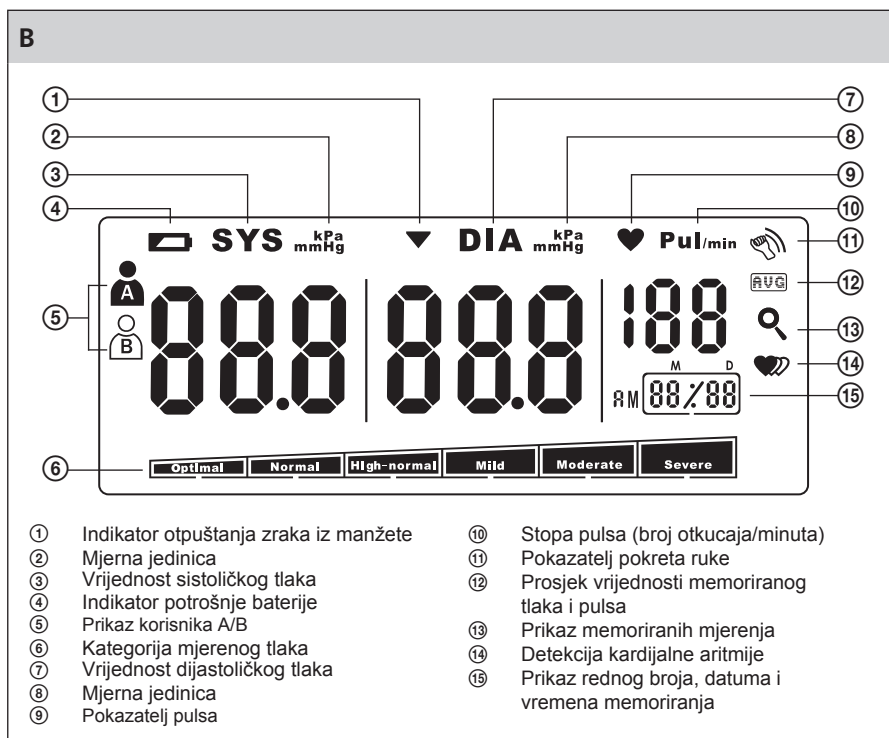 B
① ⑦
② ⑧
③ ⑨
④ ⑩
SYS kPa mmHg ▼ DIA kPa mmHg ♥ Pul/min ⑪
A 88.8 88.8 188 AVG ⑫
⑤ B ⑬
M D ⑭
AM 88⁒88 ⑮
⑥ Optimal Normal High-normal Mild Moderate Severe
① Indikator otpuštanja zraka iz manžete
② Mjerna jedinica
③ Vrijednost sistoličkog tlaka
④ Indikator potrošnje baterije
⑤ Prikaz korisnika A/B
⑥ Kategorija mjerenog tlaka
⑦ Vrijednost dijastoličkog tlaka
⑧ Mjerna jedinica
⑨ Pokazatelj pulsa
⑩ Stopa pulsa (broj otkucaja/minuta)
⑪ Pokazatelj pokreta ruke
⑫ Prosjek vrijednosti memoriranog
tlaka i pulsa
⑬ Prikaz memoriranih mjerenja
⑭ Detekcija kardijalne aritmije
⑮ Prikaz rednog broja, datuma i
vremena memoriranja